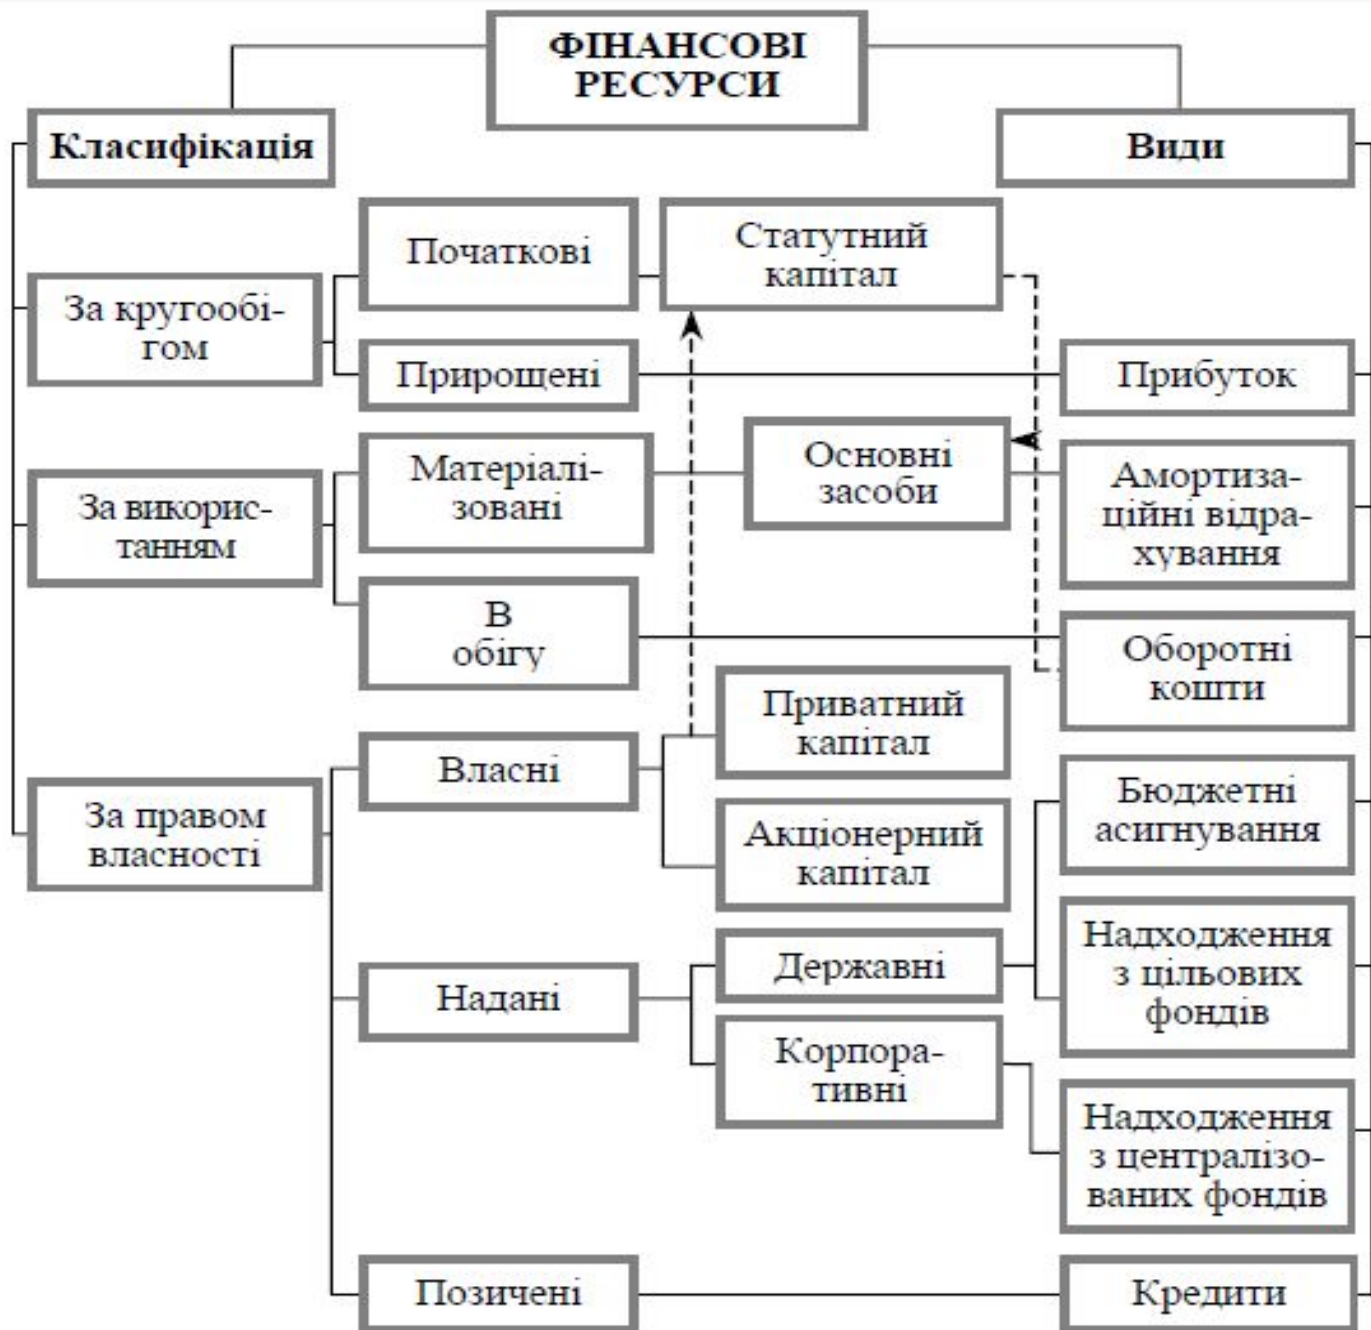 ФІНАНСОВІ
РЕСУРСИ
Класифікація
Види
Початкові
Статутний
капітал
За кругообі-
гом
Прирощені
Прибуток
Матеріалі-
зовані
Основні
засоби
Амортиза-
ційні відра-
хування
За викорис-
танням
В
обігу
Оборотні
кошти
Приватний
капітал
Власні
Бюджетні
асигнування
За правом
власності
Акціонерний
капітал
Надходження
з цільових
фондів
Державні
Надані
Корпора-
тивні
Надходження
з централізо-
ваних фондів
Позичені
Кредити